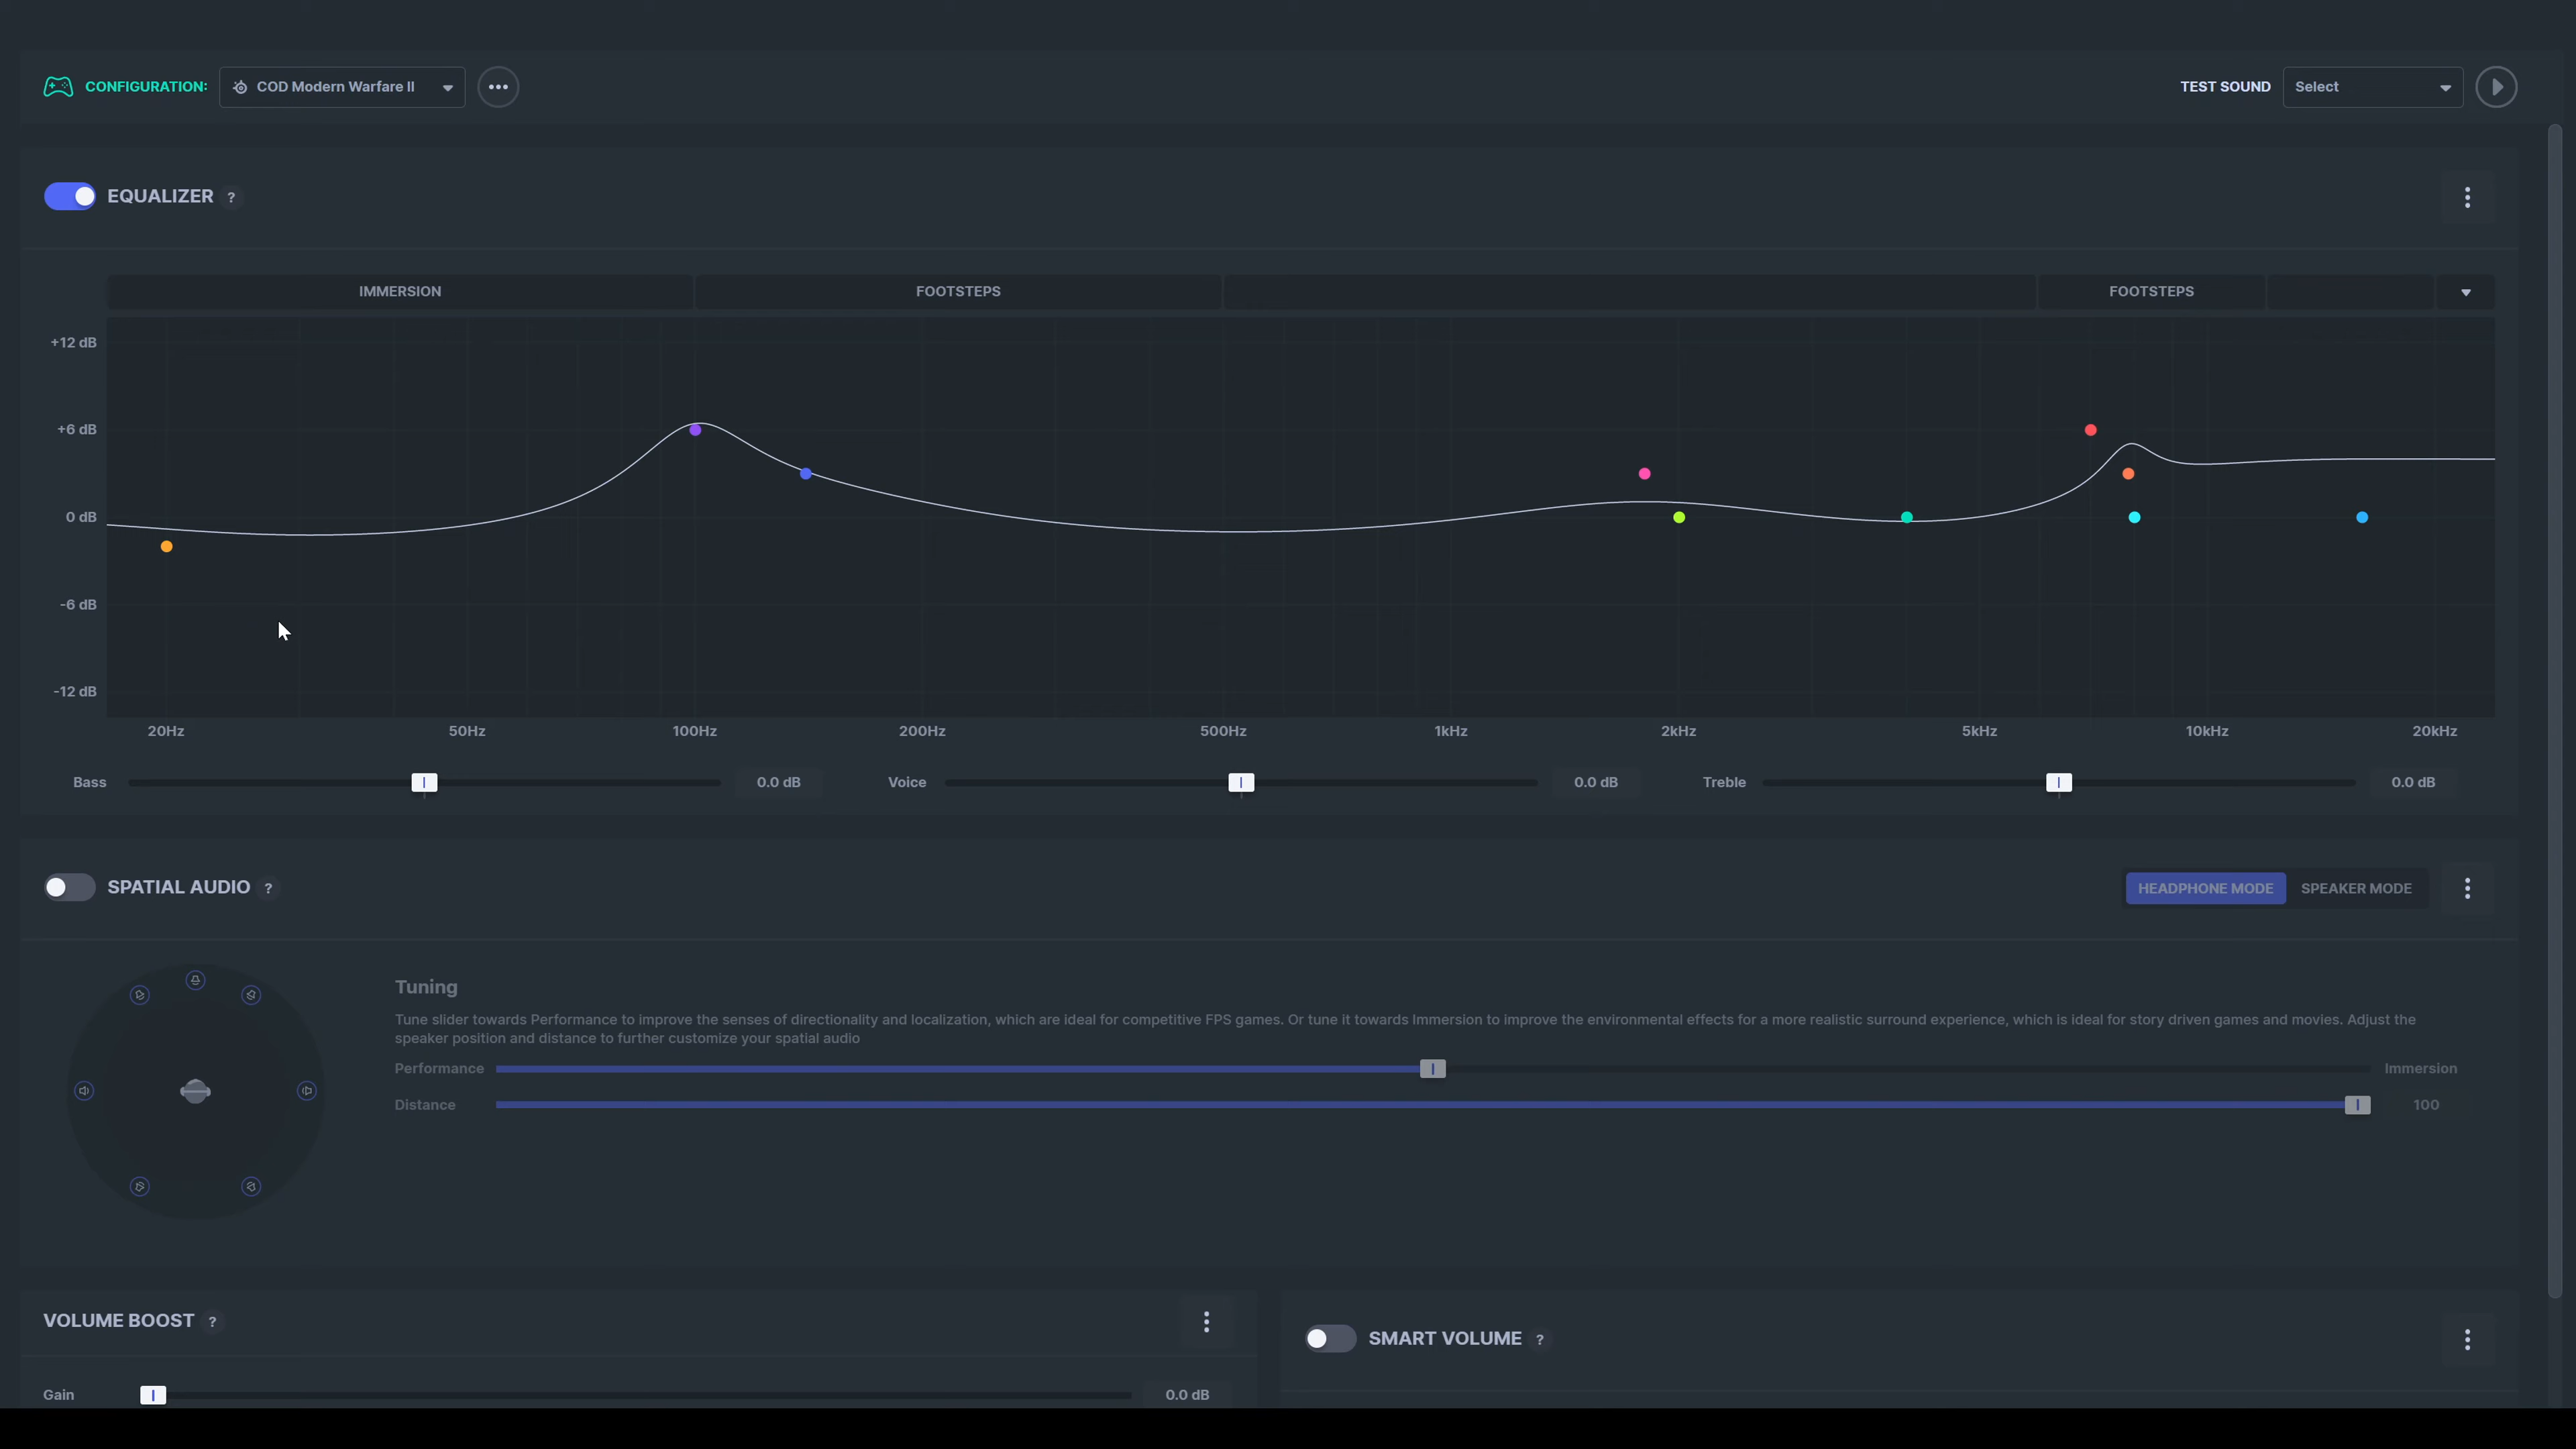 CONFIGURATION: COD Modern Warfare II
TEST SOUND Select
EQUALIZER ?
IMMERSION FOOTSTEPS FOOTSTEPS
+12 dB
+6 dB
0 dB
-6 dB
-12 dB
20Hz 50Hz 100Hz 200Hz 500Hz 1kHz 2kHz 5kHz 10kHz 20kHz
Bass 0.0 dB Voice 0.0 dB Treble 0.0 dB
SPATIAL AUDIO ?
HEADPHONE MODE SPEAKER MODE
Tuning
Tune slider towards Performance to improve the senses of directionality and localization, which are ideal for competitive FPS games. Or tune it towards Immersion to improve the environmental effects for a more realistic surround experience, which is ideal for story driven games and movies. Adjust the
speaker position and distance to further customize your spatial audio
Performance Immersion
Distance 100
VOLUME BOOST ?
SMART VOLUME ?
Gain 0.0 dB